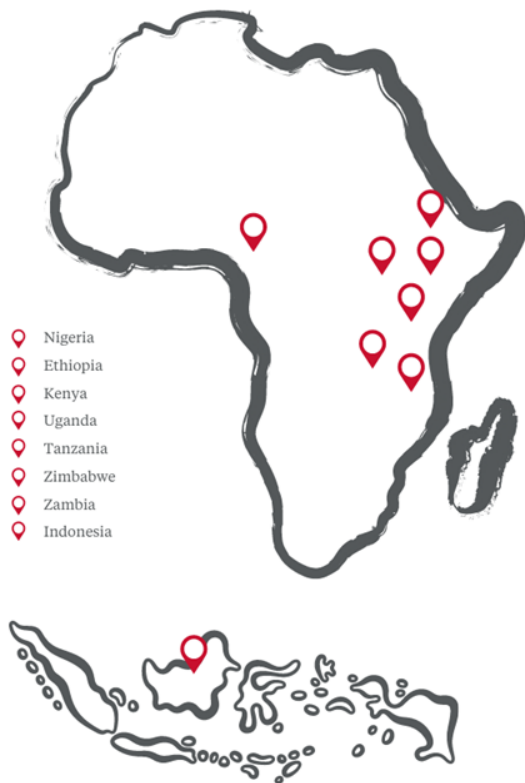 Nigeria
Ethiopia
Kenya
Uganda
Tanzania
Zimbabwe
Zambia
Indonesia